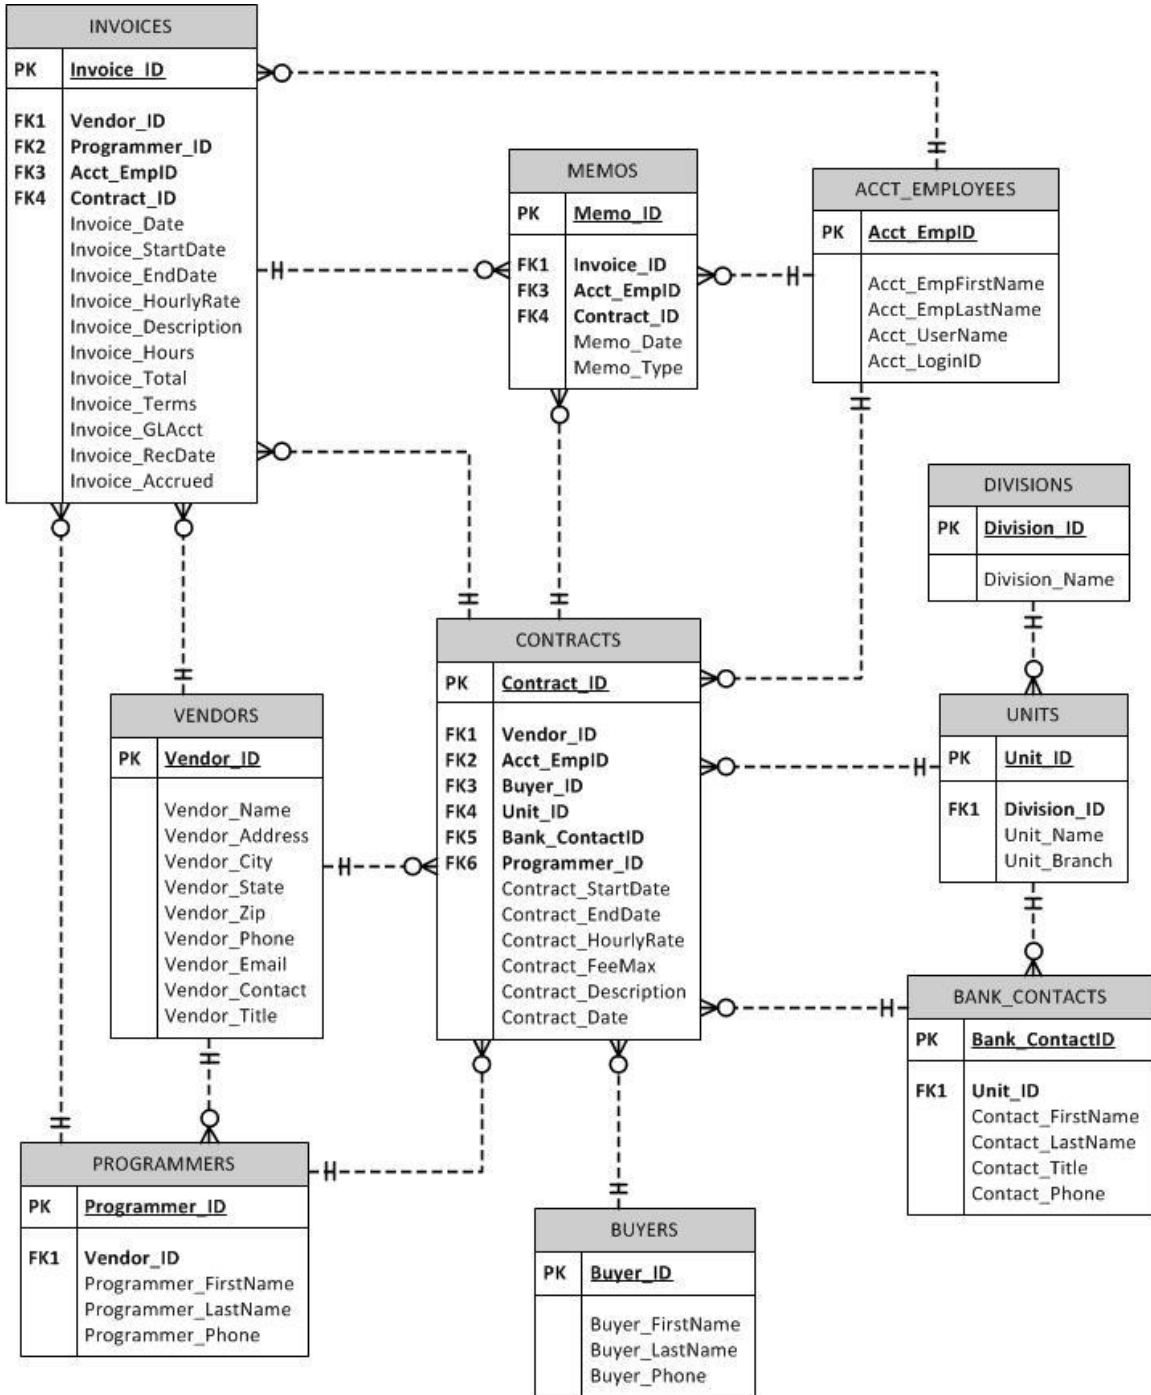 INVOICES
PK Invoice_ID
FK1 Vendor_ID
FK2 Programmer_ID
FK3 Acct_EmpID
FK4 Contract_ID
Invoice_Date
Invoice_StartDate
Invoice_EndDate
Invoice_HourlyRate
Invoice_Description
Invoice_Hours
Invoice_Total
Invoice_Terms
Invoice_GLAcct
Invoice_RecDate
Invoice_Accrued
MEMOS
PK Memo_ID
FK1 Invoice_ID
FK3 Acct_EmpID
FK4 Contract_ID
Memo_Date
Memo_Type
ACCT_EMPLOYEES
PK Acct_EmpID
Acct_EmpFirstName
Acct_EmpLastName
Acct_UserName
Acct_LoginID
DIVISIONS
PK Division_ID
Division_Name
VENDORS
PK Vendor_ID
Vendor_Name
Vendor_Address
Vendor_City
Vendor_State
Vendor_Zip
Vendor_Phone
Vendor_Email
Vendor_Contact
Vendor_Title
CONTRACTS
PK Contract_ID
FK1 Vendor_ID
FK2 Acct_EmpID
FK3 Buyer_ID
FK4 Unit_ID
FK5 Bank_ContactID
FK6 Programmer_ID
Contract_StartDate
Contract_EndDate
Contract_HourlyRate
Contract_FeeMax
Contract_Description
Contract_Date
UNITS
PK Unit_ID
FK1 Division_ID
Unit_Name
Unit_Branch
BANK_CONTACTS
PK Bank_ContactID
FK1 Unit_ID
Contact_FirstName
Contact_LastName
Contact_Title
Contact_Phone
PROGRAMMERS
PK Programmer_ID
FK1 Vendor_ID
Programmer_FirstName
Programmer_LastName
Programmer_Phone
BUYERS
PK Buyer_ID
Buyer_FirstName
Buyer_LastName
Buyer_Phone